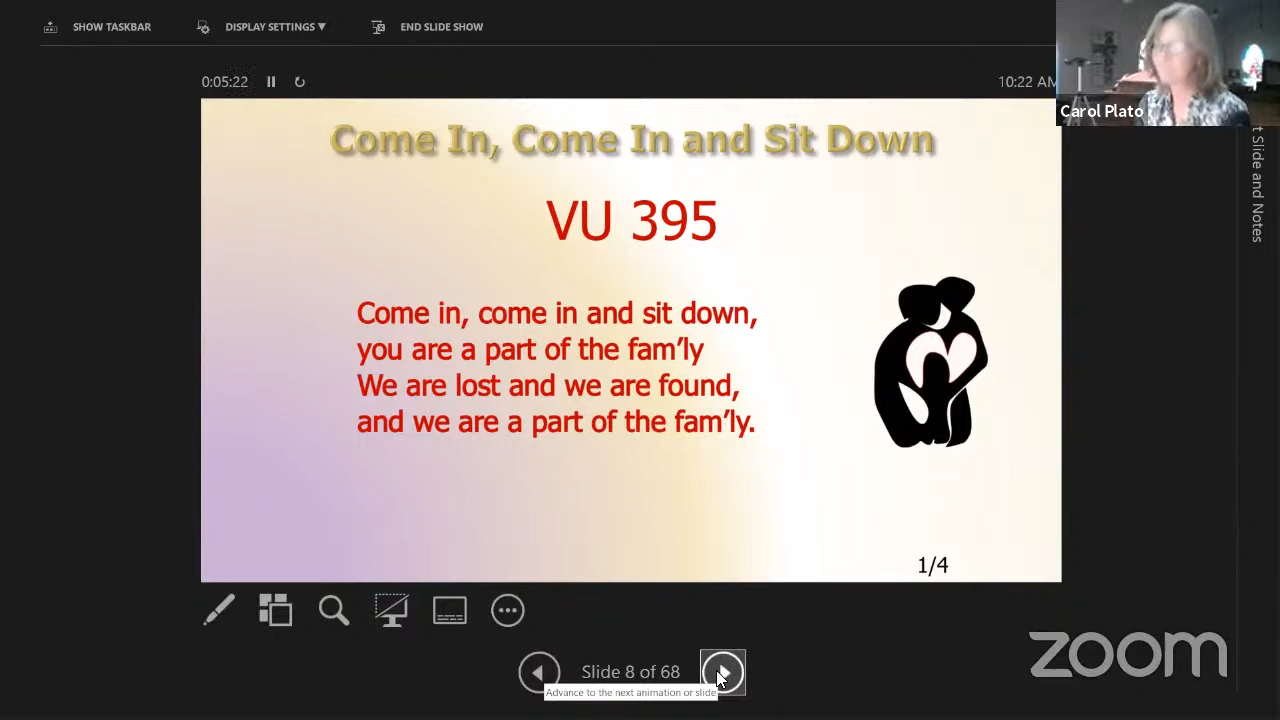 SHOW TASKBAR
DISPLAY SETTINGS ▼
END SLIDE SHOW
0:05:22
10:22 AM
Carol Plato
t Slide and Notes
Come In, Come In and Sit Down
VU 395
Come in, come in and sit down,
you are a part of the fam’ly
We are lost and we are found,
and we are a part of the fam’ly.
1/4
Slide 8 of 68
Advance to the next animation or slide
zoom